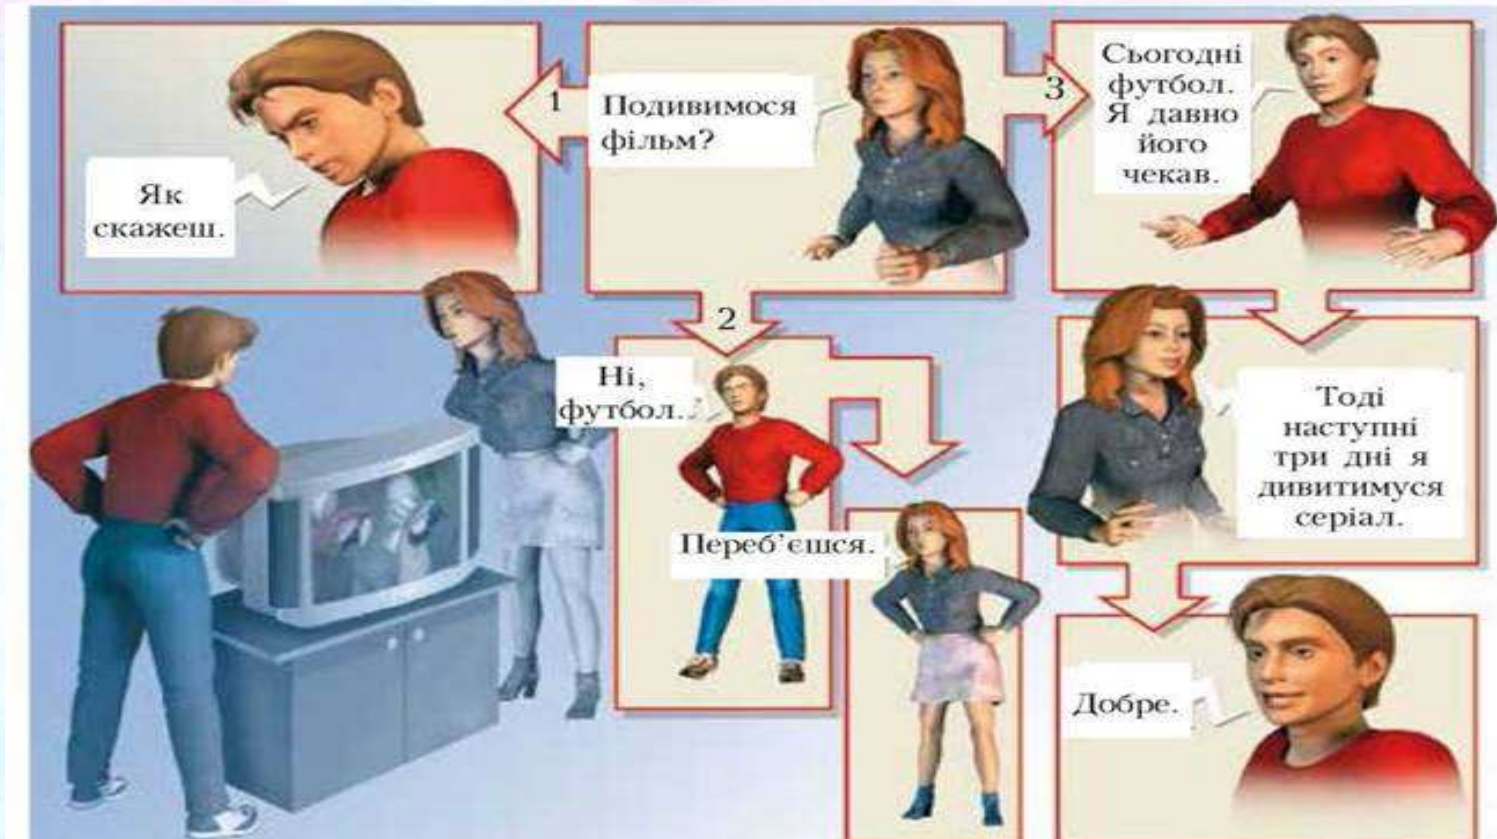 1
Як
скажеш.
Подивимося
фільм?
3
Сьогодні
футбол.
Я давно
його
чекав.
2
Ні,
футбол..
Переб’єшся.
Тоді
наступні
три дні я
дивитимуся
серіал.
Добре.